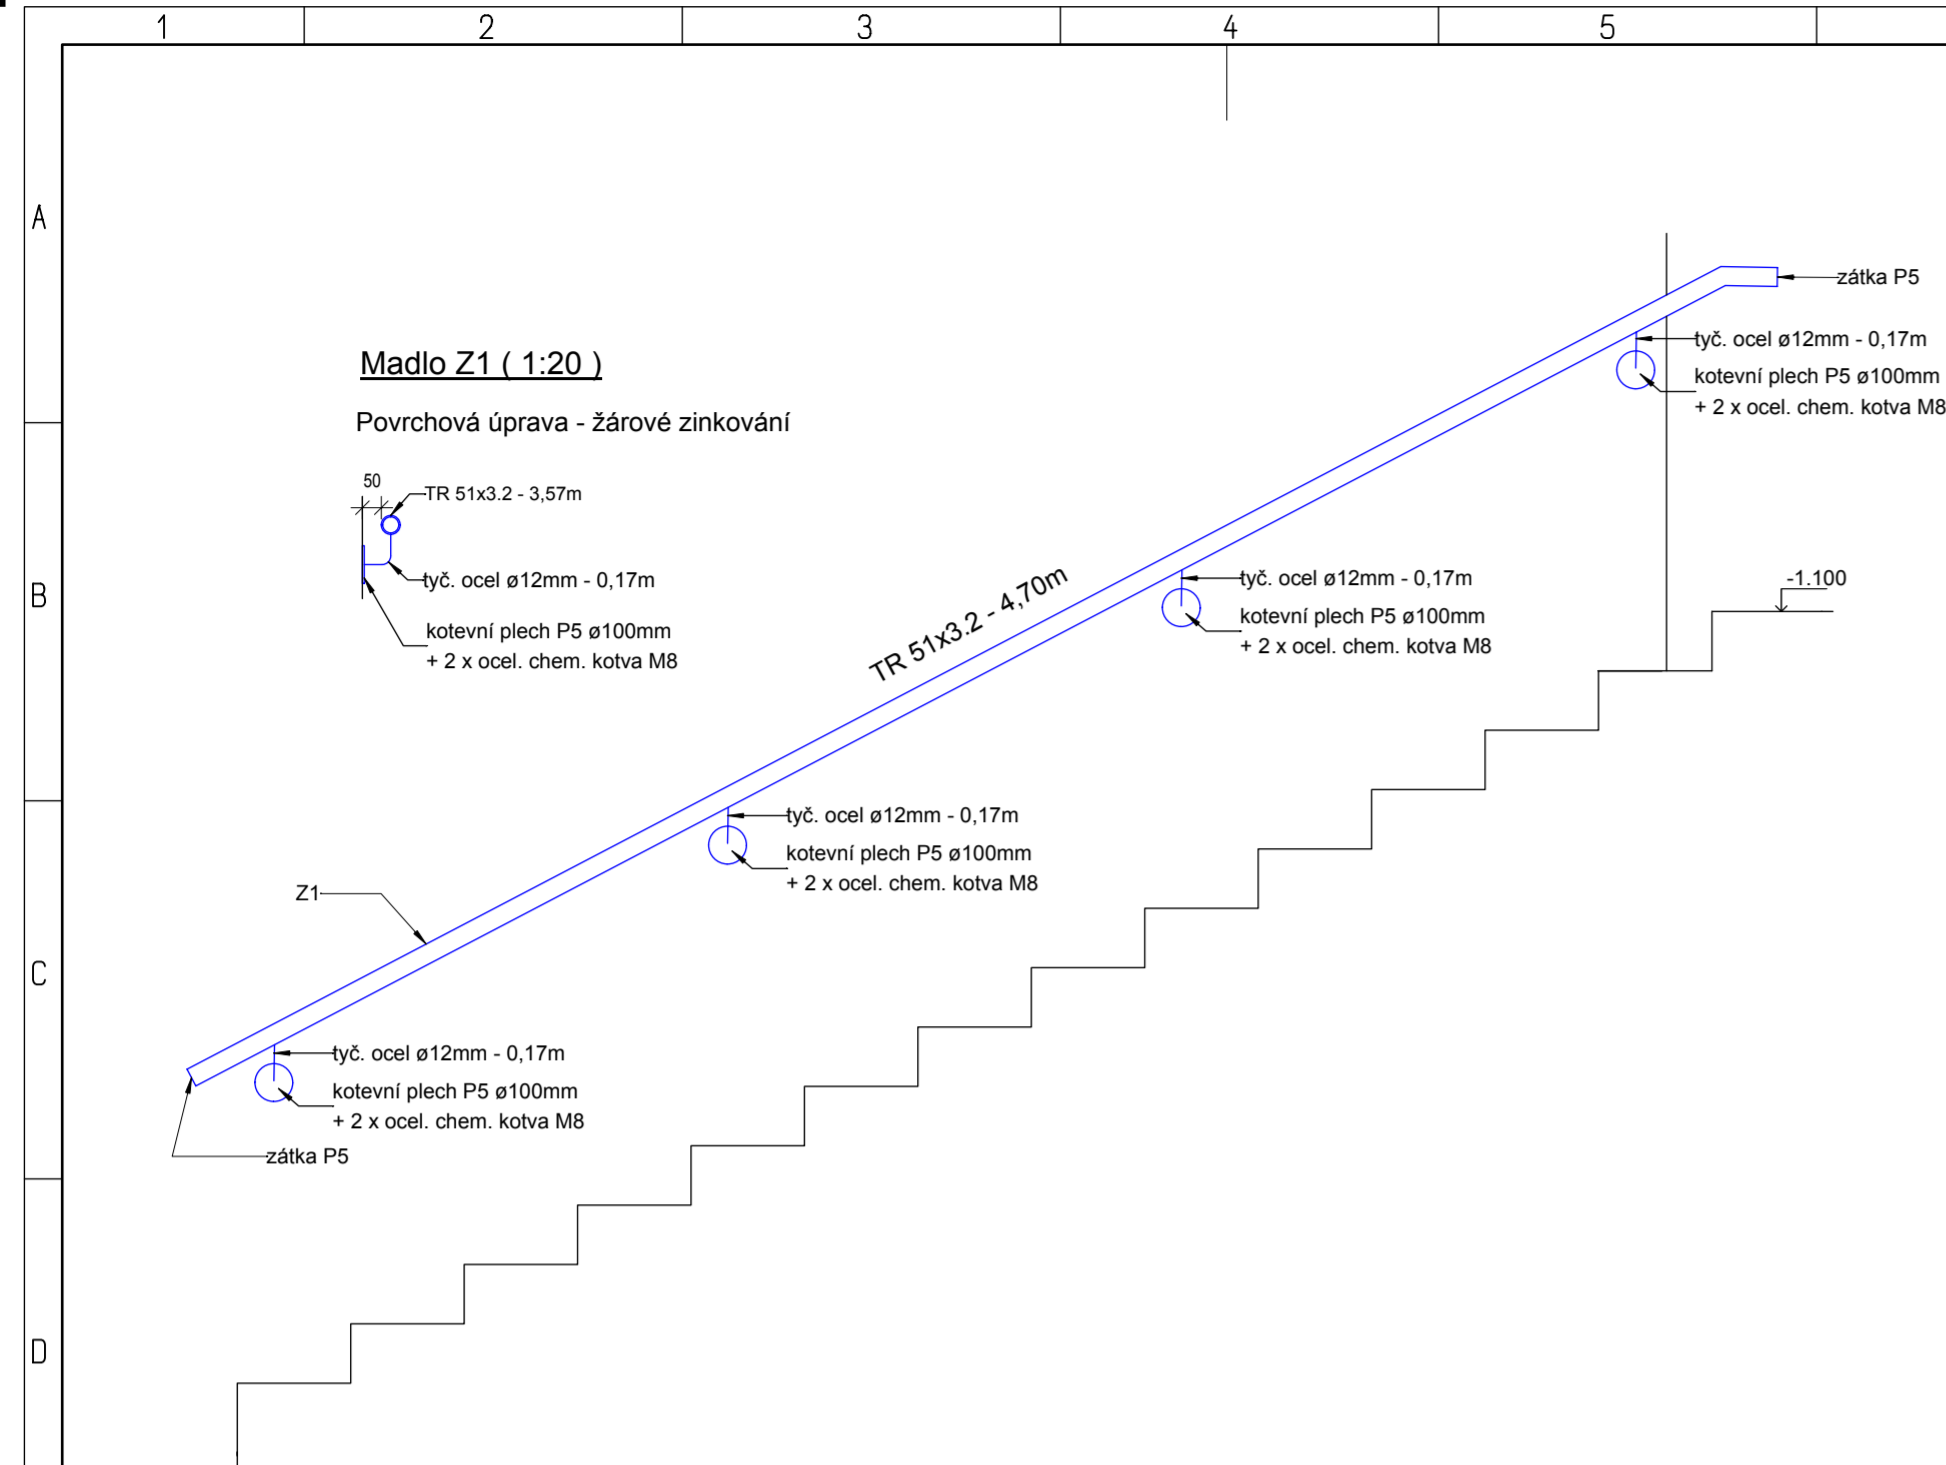 1 2 3 4 5
A
zátka P5
tyč. ocel ø12mm - 0,17m
kotevní plech P5 ø100mm
+ 2 x ocel. chem. kotva M8
Madlo Z1 ( 1:20 )
Povrchová úprava - žárové zinkování
50
TR 51x3.2 - 3,57m
tyč. ocel ø12mm - 0,17m
kotevní plech P5 ø100mm
+ 2 x ocel. chem. kotva M8
B
TR 51x3.2 - 4,70m
tyč. ocel ø12mm - 0,17m
kotevní plech P5 ø100mm
+ 2 x ocel. chem. kotva M8
-1.100
tyč. ocel ø12mm - 0,17m
kotevní plech P5 ø100mm
+ 2 x ocel. chem. kotva M8
Z1
C
tyč. ocel ø12mm - 0,17m
kotevní plech P5 ø100mm
+ 2 x ocel. chem. kotva M8
zátka P5
D